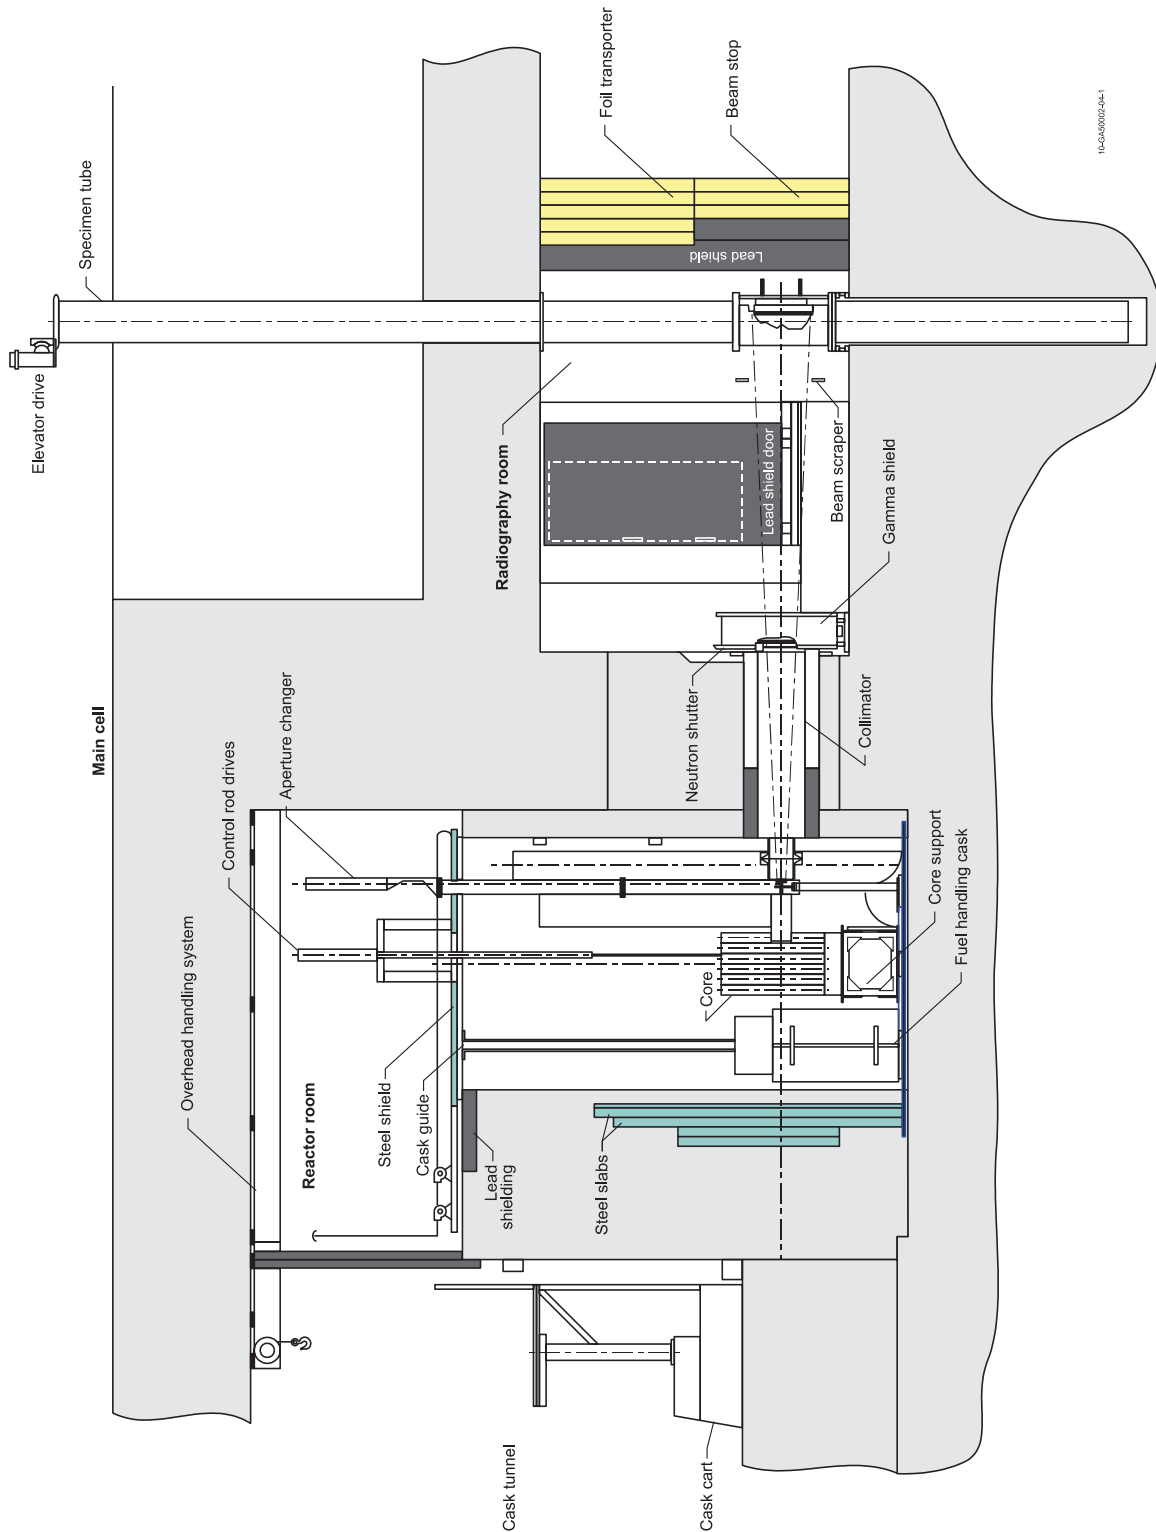 Main cell
Elevator drive
Specimen tube
Overhead handling system
Control rod drives
Aperture changer
Reactor room
Steel shield
Cask guide
Lead
shielding
Steel slabs
Cask tunnel
Cask cart
Core
Neutron shutter
Collimator
Core support
Fuel handling cask
Radiography room
Lead shield door
Beam scraper
Gamma shield
Lead shield
Foil transporter
Beam stop
10-GA50002-04-1